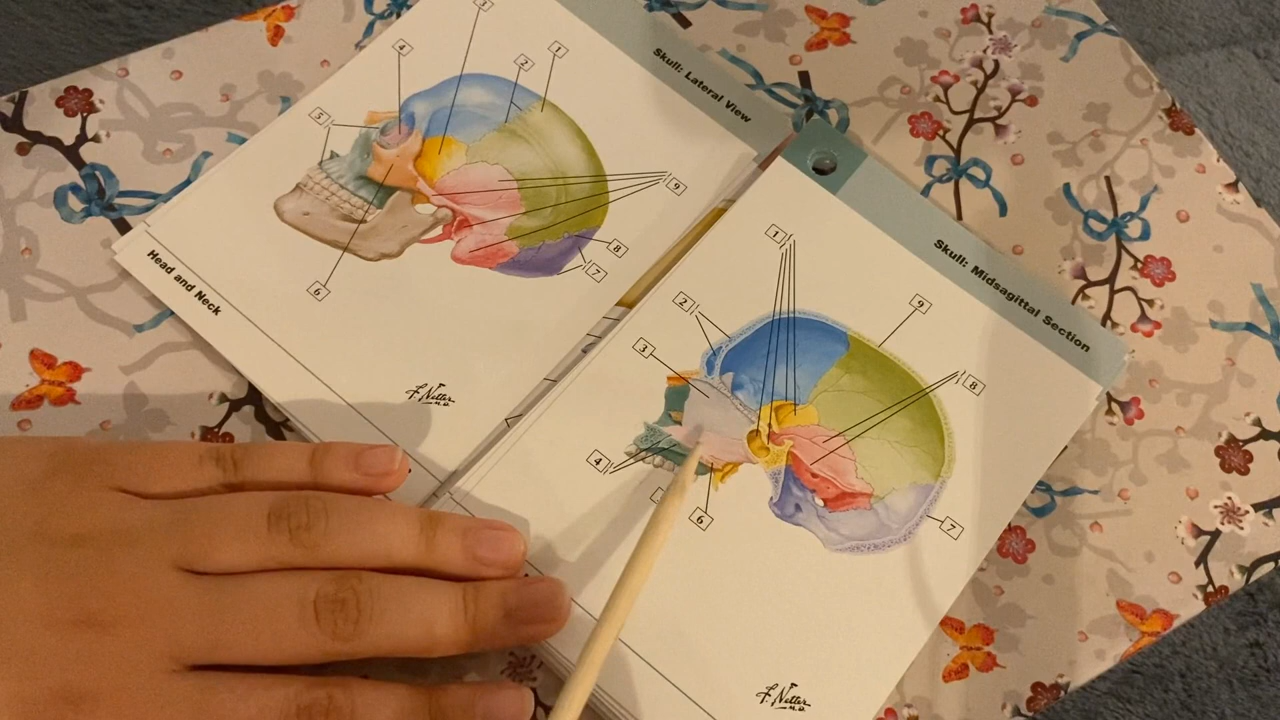 Skull: Lateral View
3
4
2
1
5
9
8
7
6
Head and Neck
F. Netter
M.D.
Skull: Midsagittal Section
1
2
9
3
8
4
6
7
F. Netter
M.D.